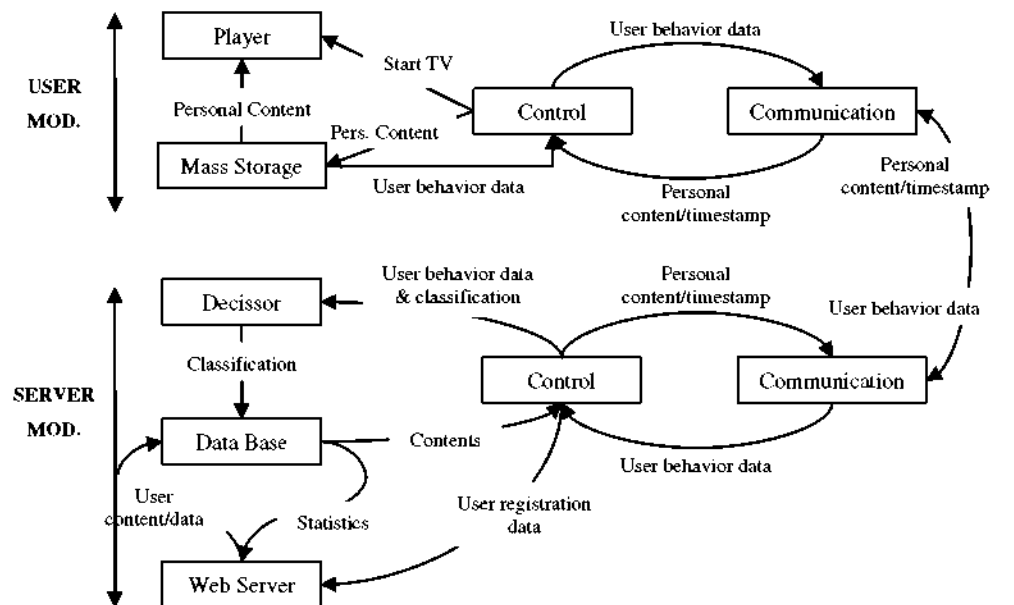 Player
User behavior data
Start TV
USER
MOD.
Personal Content
Control
Communication
Pers. Content
Mass Storage
User behavior data
Personal
content/timestamp
Personal
content/timestamp
User behavior data
& classification
Personal
content/timestamp
Decissor
User behavior data
Classification
SERVER
MOD.
Control
Communication
Data Base
Contents
User behavior data
User
content/data
Statistics
User registration
data
Web Server